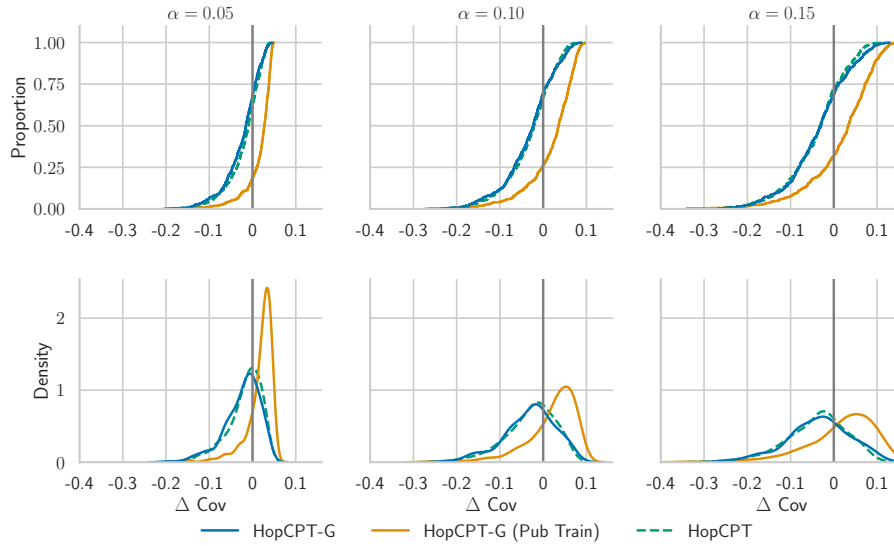 α = 0.05
α = 0.10
α = 0.15
Proportion
1.00
0.75
0.50
0.25
0.00
-0.4 -0.3 -0.2 -0.1 0 0.1
-0.4 -0.3 -0.2 -0.1 0 0.1
-0.4 -0.3 -0.2 -0.1 0 0.1
Density
2
1
0
-0.4 -0.3 -0.2 -0.1 0 0.1
-0.4 -0.3 -0.2 -0.1 0 0.1
-0.4 -0.3 -0.2 -0.1 0 0.1
Δ Cov
Δ Cov
Δ Cov
HopCPT-G
HopCPT-G (Pub Train)
HopCPT